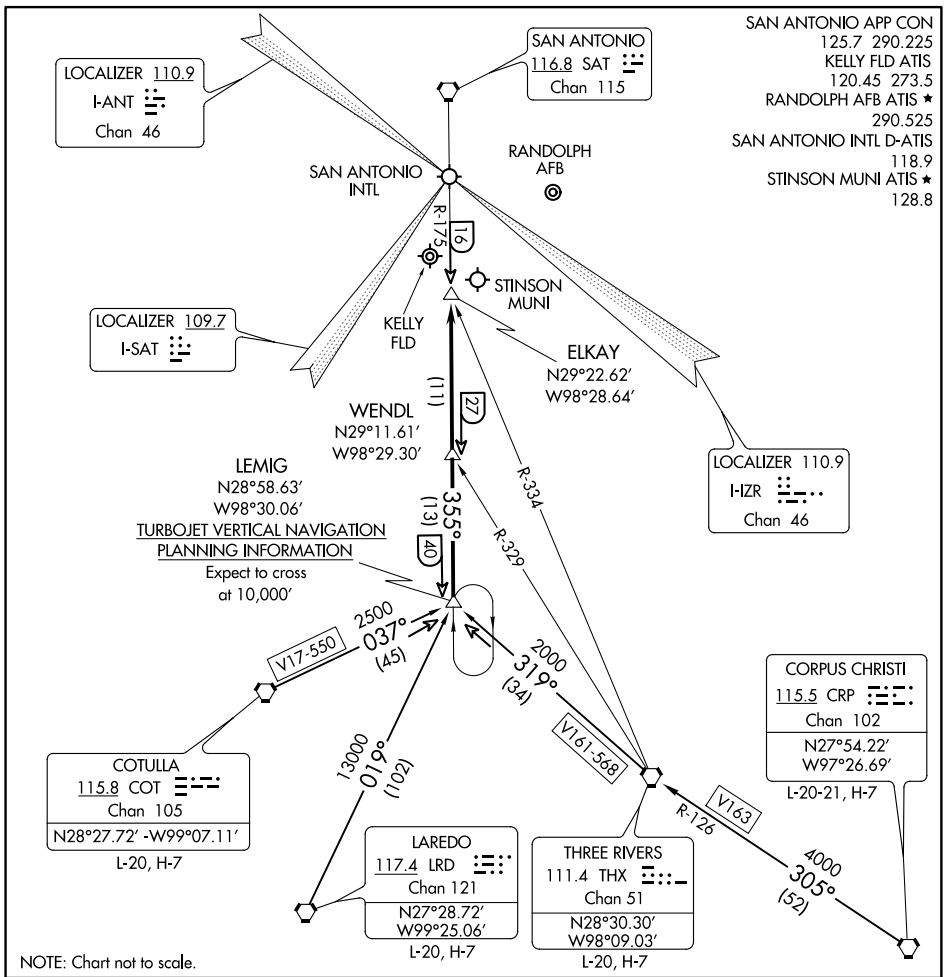 SAN ANTONIO APP CON
125.7 290.225
KELLY FLD ATIS
120.45 273.5
RANDOLPH AFB ATIS ★
290.525
SAN ANTONIO INTL D-ATIS
118.9
STINSON MUNI ATIS ★
128.8
SAN ANTONIO
116.8 SAT
Chan 115
LOCALIZER 110.9
I-ANT
Chan 46
SAN ANTONIO
INTL
RANDOLPH
AFB
R-175
16
KELLY
FLD
STINSON
MUNI
LOCALIZER 109.7
I-SAT
ELKAY
N29°22.62'
W98°28.64'
(11)
27
WENDL
N29°11.61'
W98°29.30'
LOCALIZER 110.9
I-IZR
Chan 46
R-334
R-329
LEMIG
N28°58.63'
W98°30.06'
TURBOJET VERTICAL NAVIGATION
PLANNING INFORMATION
Expect to cross
at 10,000'
355°
(13)
40
2500
V17-550
037°
(45)
2000
319°
(34)
V161-568
13000
019°
(102)
CORPUS CHRISTI
115.5 CRP
Chan 102
N27°54.22'
W97°26.69'
L-20-21, H-7
COTULLA
115.8 COT
Chan 105
N28°27.72' -W99°07.11'
L-20, H-7
LAREDO
117.4 LRD
Chan 121
N27°28.72'
W99°25.06'
L-20, H-7
THREE RIVERS
111.4 THX
Chan 51
N28°30.30'
W98°09.03'
L-20, H-7
V163
R-126
4000
305°
(52)
NOTE: Chart not to scale.